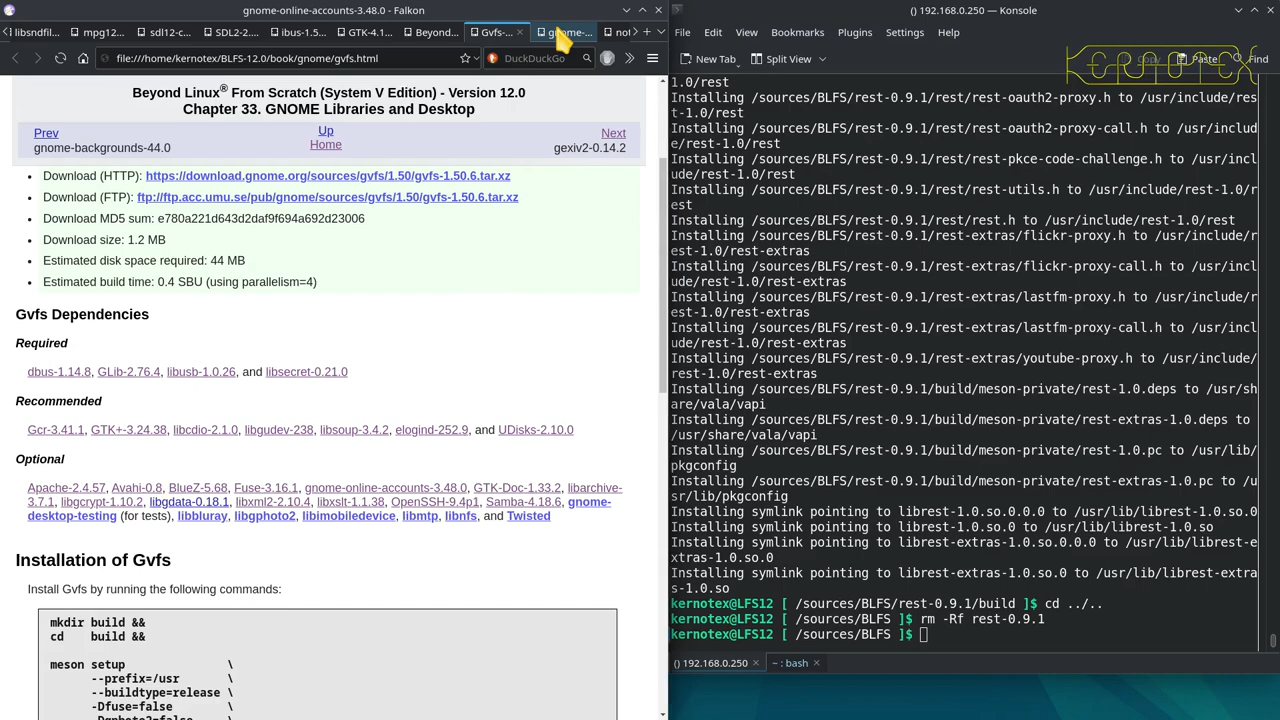 gnome-online-accounts-3.48.0 - Falkon
libsndfil...
mpg12...
sdl12-c...
SDL2-2...
ibus-1.5...
GTK-4.1...
Beyond...
Gvfs-...
gnome-...
file:///home/kernotex/BLFS-12.0/book/gnome/gvfs.html
DuckDuckGo
Beyond Linux® From Scratch (System V Edition) - Version 12.0
Chapter 33. GNOME Libraries and Desktop
Prev
gnome-backgrounds-44.0
Up
Home
Next
gexiv2-0.14.2
Download (HTTP): https://download.gnome.org/sources/gvfs/1.50/gvfs-1.50.6.tar.xz
Download (FTP): ftp://ftp.acc.umu.se/pub/gnome/sources/gvfs/1.50/gvfs-1.50.6.tar.xz
Download MD5 sum: e780a221d643d2daf9f694a692d23006
Download size: 1.2 MB
Estimated disk space required: 44 MB
Estimated build time: 0.4 SBU (using parallelism=4)
Gvfs Dependencies
Required
dbus-1.14.8, GLib-2.76.4, libusb-1.0.26, and libsecret-0.21.0
Recommended
Gcr-3.41.1, GTK+-3.24.38, libcdio-2.1.0, libgudev-238, libsoup-3.4.2, elogind-252.9, and UDisks-2.10.0
Optional
Apache-2.4.57, Avahi-0.8, BlueZ-5.68, Fuse-3.16.1, gnome-online-accounts-3.48.0, GTK-Doc-1.33.2, libarchive-
3.7.1, libgcrypt-1.10.2, libgdata-0.18.1, libxml2-2.10.4, libxslt-1.1.38, OpenSSH-9.4p1, Samba-4.18.6, gnome-
desktop-testing (for tests), libbluray, libgphoto2, libimobiledevice, libmtp, libnfs, and Twisted
Installation of Gvfs
Install Gvfs by running the following commands:
mkdir build &&
cd    build &&
meson setup          \
--prefix=/usr       \
--buildtype=release \
-Dfuse=false        \
-Dgphoto2=false     \
() 192.168.0.250 — Konsole
File Edit View Bookmarks Plugins Settings Help
New Tab
Split View
Copy
Paste
Find
KERNOTEX
1.0/rest
Installing /sources/BLFS/rest-0.9.1/rest/rest-oauth2-proxy.h to /usr/include/res
t-1.0/rest
Installing /sources/BLFS/rest-0.9.1/rest/rest-oauth2-proxy-call.h to /usr/includ
e/rest-1.0/rest
Installing /sources/BLFS/rest-0.9.1/rest/rest-pkce-code-challenge.h to /usr/incl
ude/rest-1.0/rest
Installing /sources/BLFS/rest-0.9.1/rest/rest-utils.h to /usr/include/rest-1.0/r
est
Installing /sources/BLFS/rest-0.9.1/rest/rest.h to /usr/include/rest-1.0/rest
Installing /sources/BLFS/rest-0.9.1/rest-extras/flickr-proxy.h to /usr/include/r
est-1.0/rest-extras
Installing /sources/BLFS/rest-0.9.1/rest-extras/flickr-proxy-call.h to /usr/incl
ude/rest-1.0/rest-extras
Installing /sources/BLFS/rest-0.9.1/rest-extras/lastfm-proxy.h to /usr/include/r
est-1.0/rest-extras
Installing /sources/BLFS/rest-0.9.1/rest-extras/lastfm-proxy-call.h to /usr/incl
ude/rest-1.0/rest-extras
Installing /sources/BLFS/rest-0.9.1/rest-extras/youtube-proxy.h to /usr/include/
rest-1.0/rest-extras
Installing /sources/BLFS/rest-0.9.1/build/meson-private/rest-1.0.deps to /usr/sh
are/vala/vapi
Installing /sources/BLFS/rest-0.9.1/build/meson-private/rest-extras-1.0.deps to
/usr/share/vala/vapi
Installing /sources/BLFS/rest-0.9.1/build/meson-private/rest-1.0.pc to /usr/lib/
pkgconfig
Installing /sources/BLFS/rest-0.9.1/build/meson-private/rest-extras-1.0.pc to /u
sr/lib/pkgconfig
Installing symlink pointing to librest-1.0.so.0.0.0 to /usr/lib/librest-1.0.so.0
Installing symlink pointing to librest-1.0.so.0 to /usr/lib/librest-1.0.so
Installing symlink pointing to librest-extras-1.0.so.0.0.0 to /usr/lib/librest-e
xtras-1.0.so.0
Installing symlink pointing to librest-extras-1.0.so.0 to /usr/lib/librest-extra
s-1.0.so
kernotex@LFS12 [ /sources/BLFS/rest-0.9.1/build ]$ cd ../..
kernotex@LFS12 [ /sources/BLFS ]$ rm -Rf rest-0.9.1
kernotex@LFS12 [ /sources/BLFS ]$
() 192.168.0.250
~ : bash